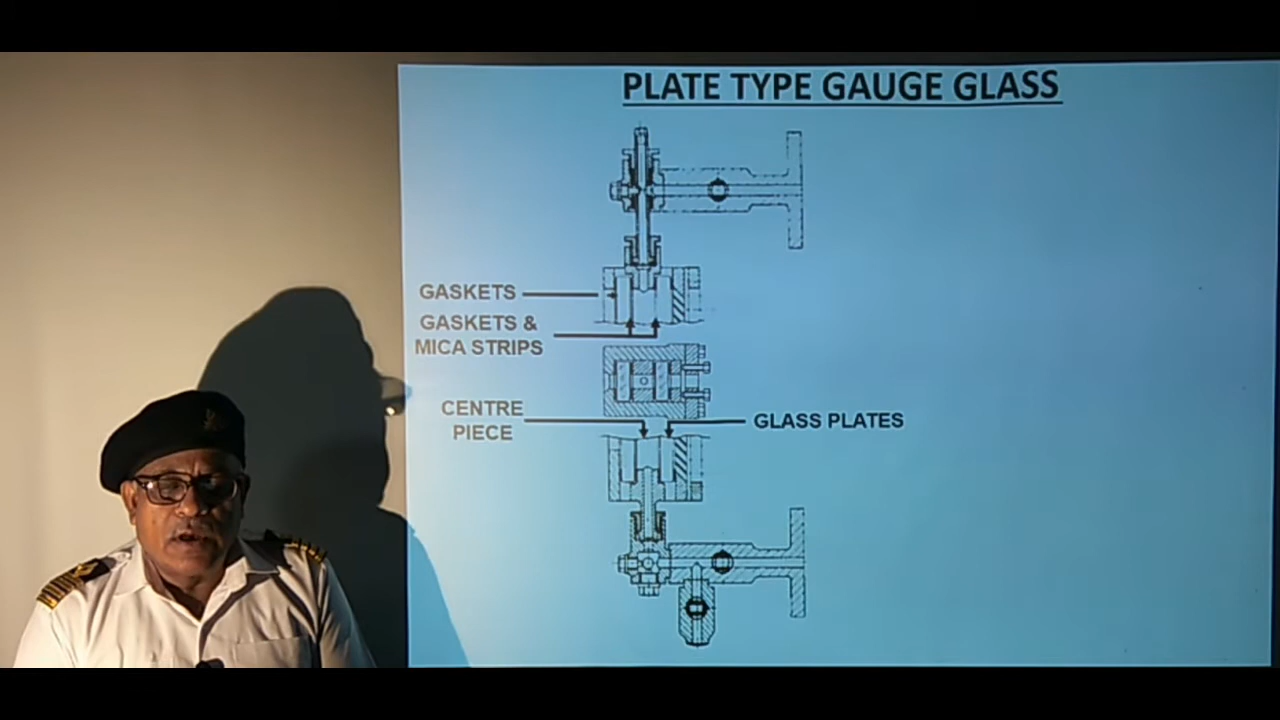 PLATE TYPE GAUGE GLASS
GASKETS
GASKETS &
MICA STRIPS
CENTRE
PIECE
GLASS PLATES